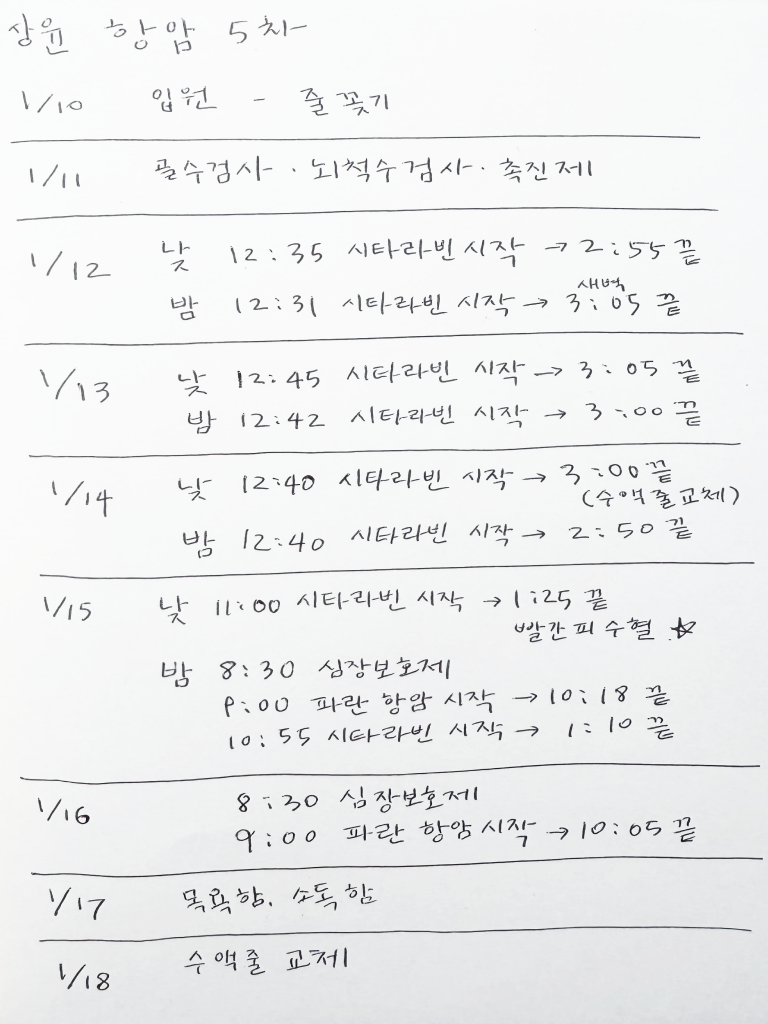 상윤 항암 5차
1/10 입원 - 줄꽂기
1/11 골수검사 · 뇌척수검사 · 촉진제
1/12 낮 12:35 시타라빈 시작 → 2:55 끝
새벽
밤 12:31 시타라빈 시작 → 3:05 끝
1/13 낮 12:45 시타라빈 시작 → 3:05 끝
밤 12:42 시타라빈 시작 → 3:00 끝
1/14 낮 12:40 시타라빈 시작 → 3:00 끝
(수액줄교체)
밤 12:40 시타라빈 시작 → 2:50 끝
1/15 낮 11:00 시타라빈 시작 → 1:25 끝
빨간피 수혈 ☆
밤 8:30 심장보호제
9:00 파란 항암 시작 → 10:18 끝
10:55 시타라빈 시작 → 1:10 끝
1/16 8:30 심장보호제
9:00 파란 항암 시작 → 10:05 끝
1/17 목욕함. 소독함
1/18 수액줄 교체